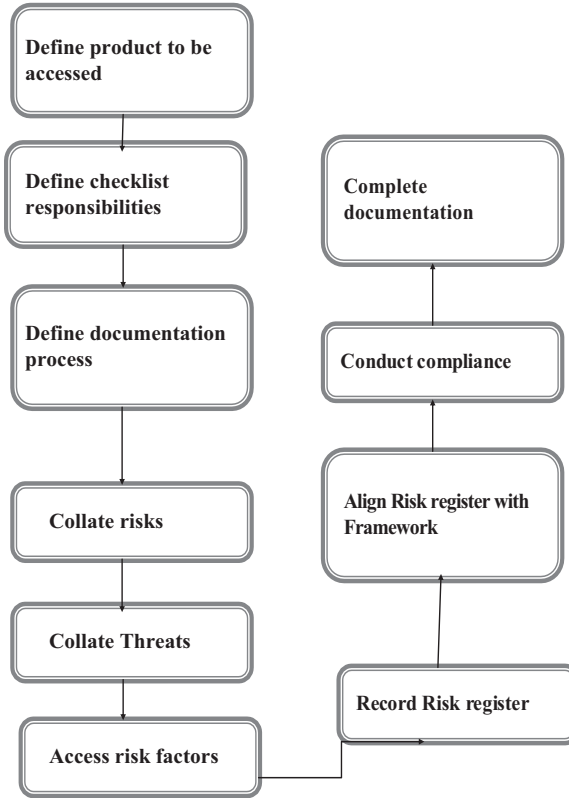 Define product to be
accessed
Define checklist
responsibilities
Define documentation
process
Collate risks
Collate Threats
Access risk factors
Record Risk register
Align Risk register with
Framework
Conduct compliance
Complete
documentation